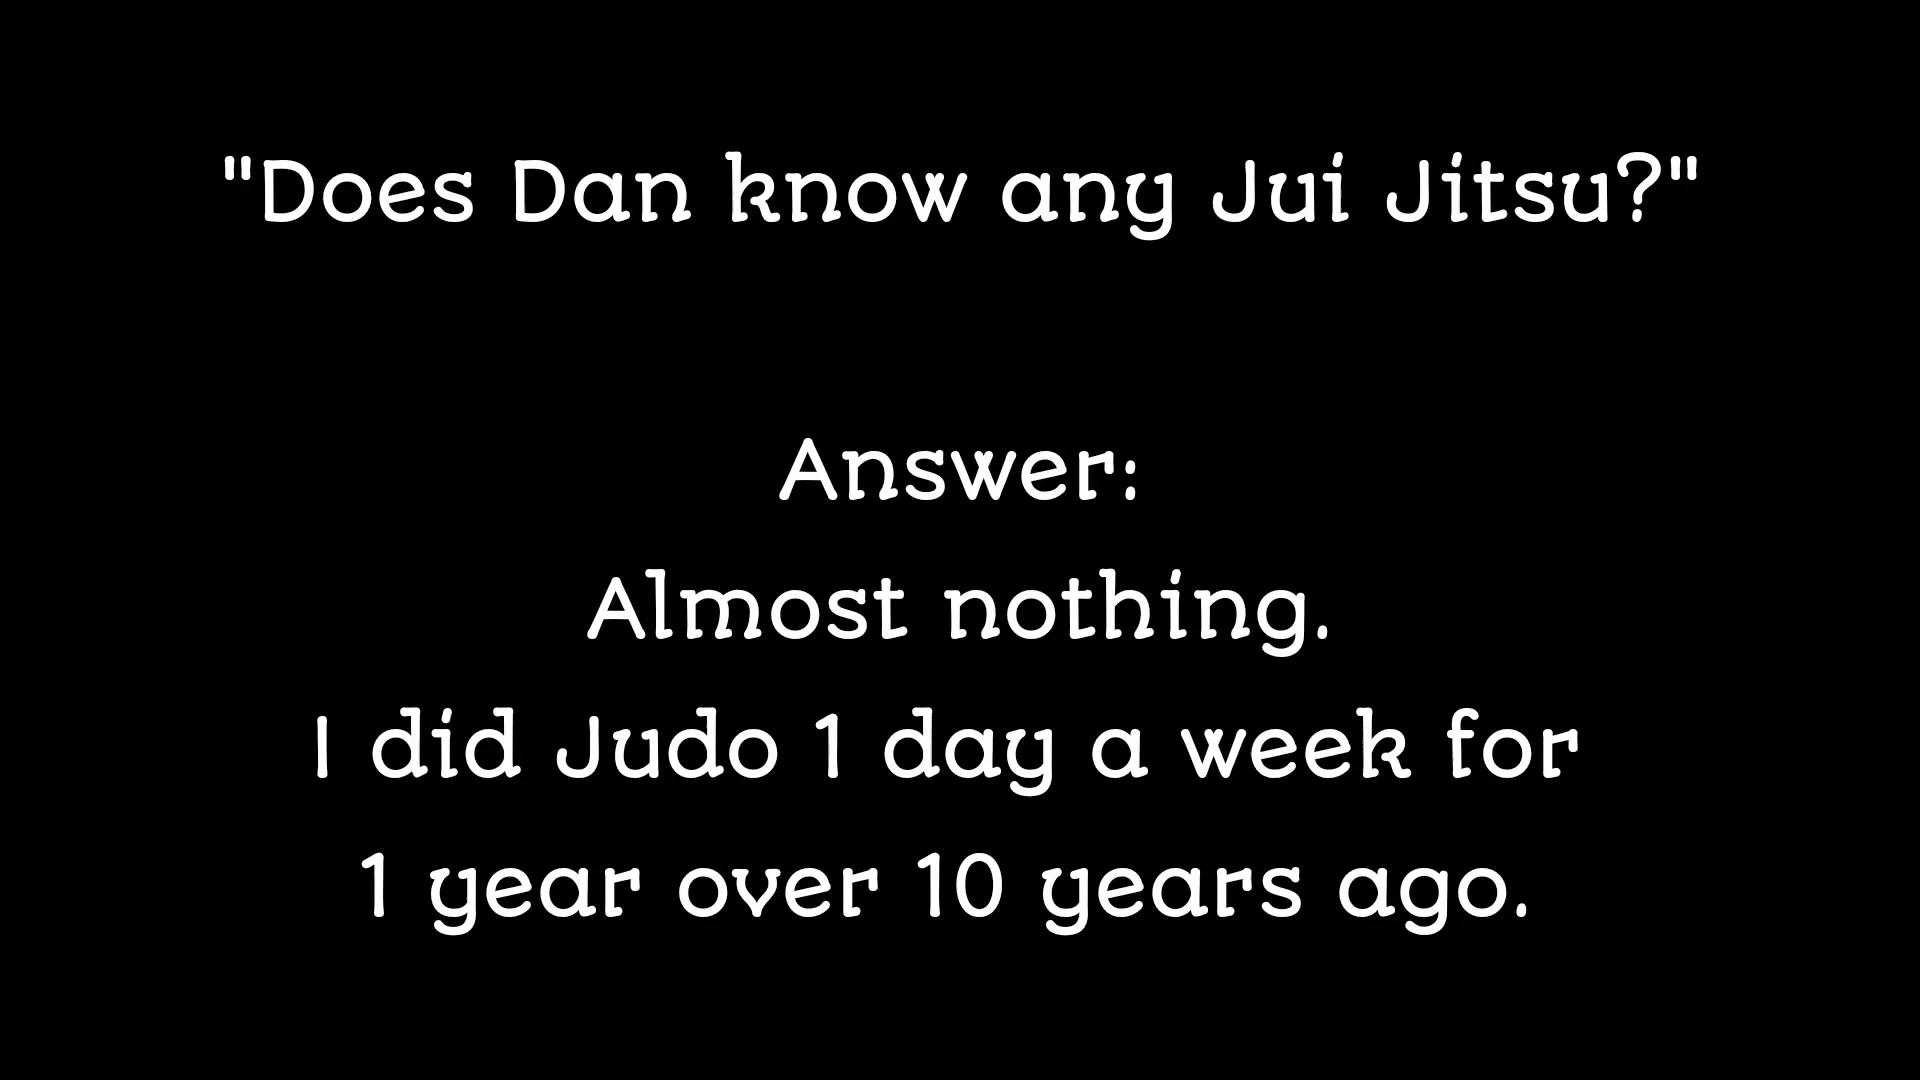 "Does Dan know any Jui Jitsu?"
Answer:
Almost nothing.
I did Judo 1 day a week for
1 year over 10 years ago.